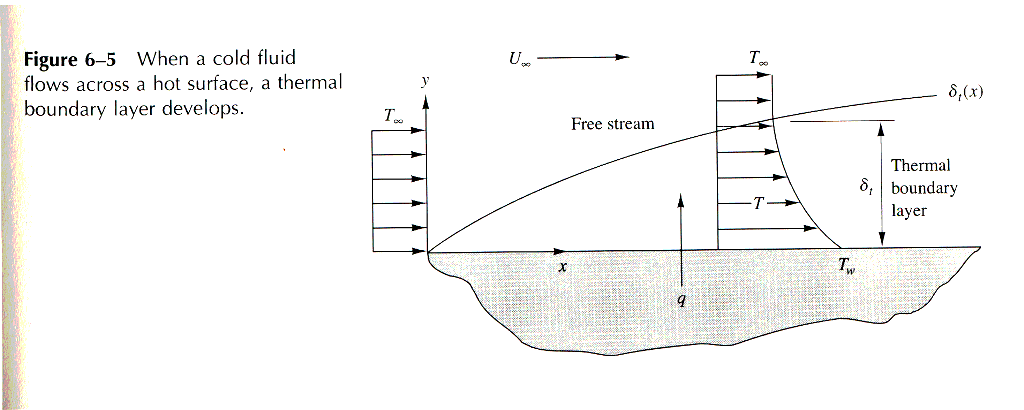 Figure 6–5 When a cold fluid
flows across a hot surface, a thermal
boundary layer develops.
U∞
T∞
y
δt(x)
T∞
Free stream
Thermal
δt boundary
layer
T
x
Tw
q